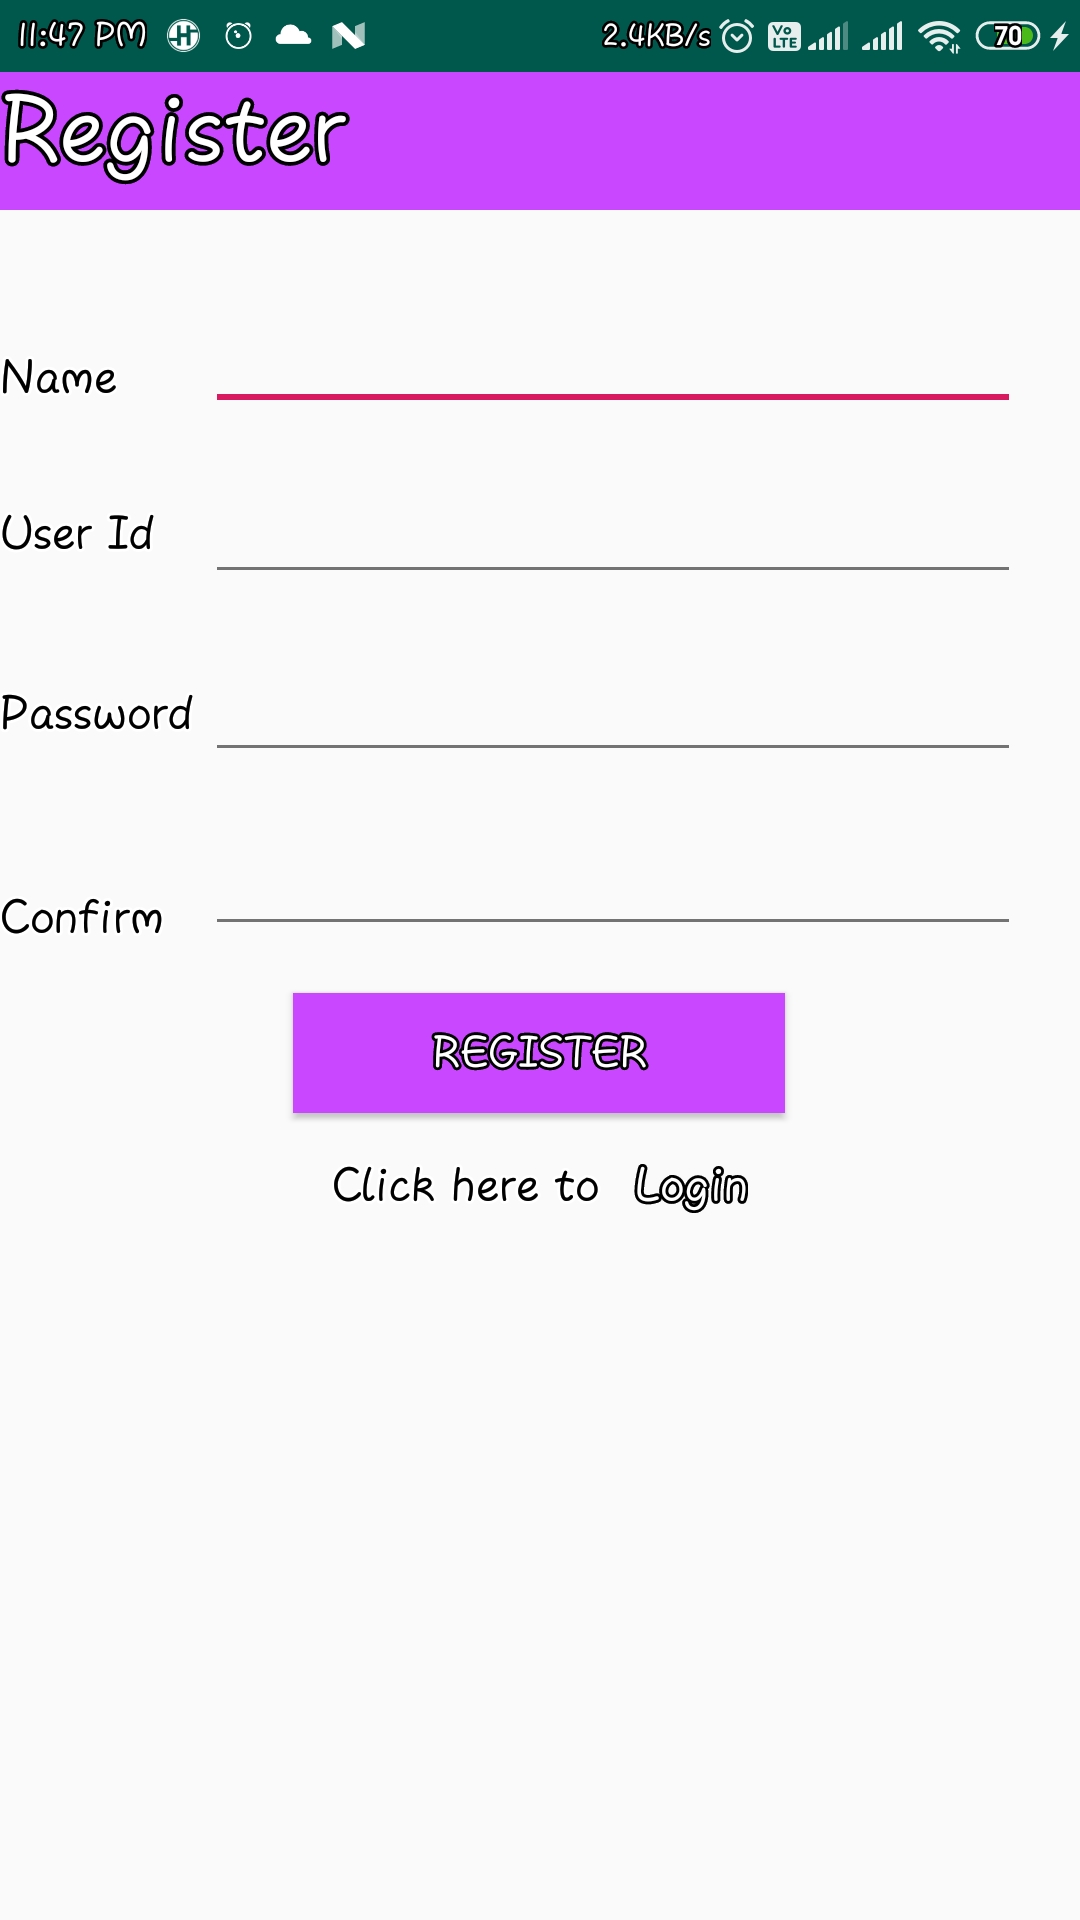 11:47 PM 2.4KB/s Vo LTE 70
Register
Name
User Id
Password
Confirm
REGISTER
Click here to Login